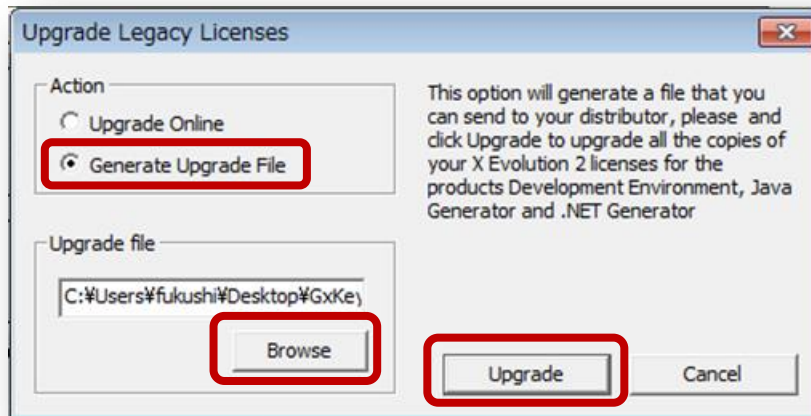 Upgrade Legacy Licenses
Action
Upgrade Online
Generate Upgrade File
This option will generate a file that you
can send to your distributor, please and
click Upgrade to upgrade all the copies of
your X Evolution 2 licenses for the
products Development Environment, Java
Generator and .NET Generator
Upgrade file
C:¥Users¥fukushi¥Desktop¥GxKey
Browse
Upgrade
Cancel